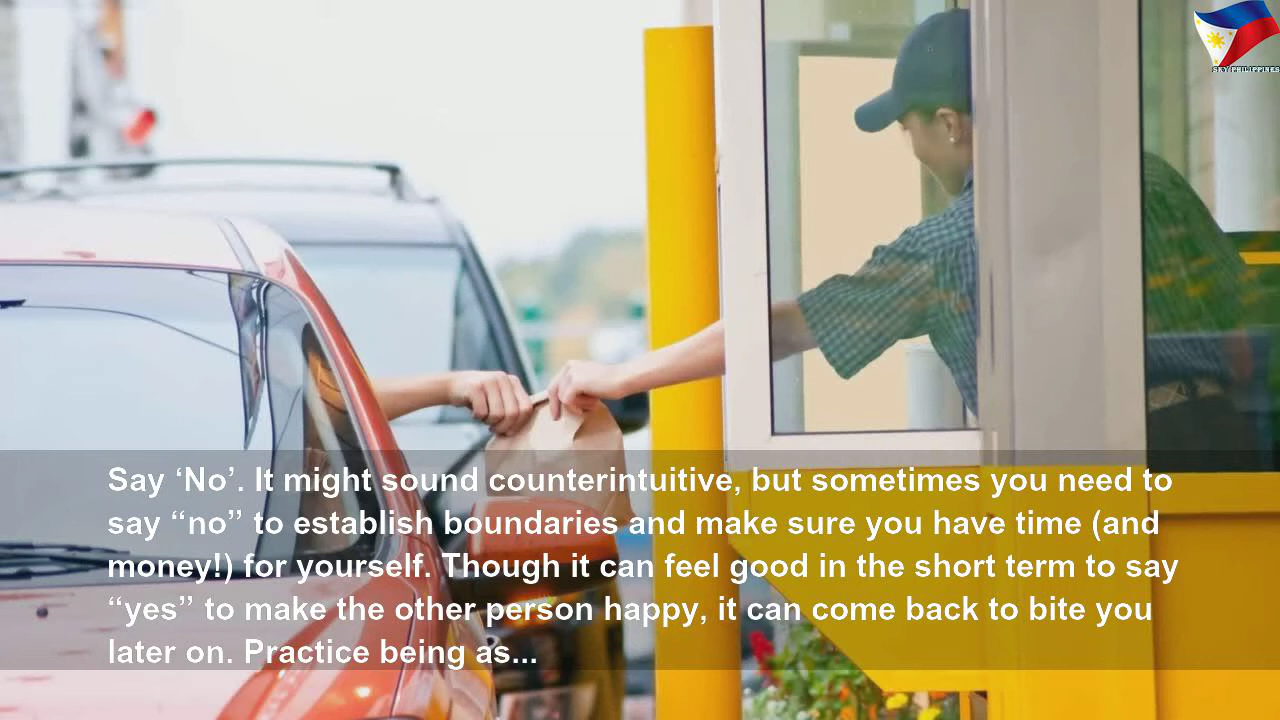 SKY PHILIPPINES
Say ‘No’. It might sound counterintuitive, but sometimes you need to
say “no” to establish boundaries and make sure you have time (and
money!) for yourself. Though it can feel good in the short term to say
“yes” to make the other person happy, it can come back to bite you
later on. Practice being as...